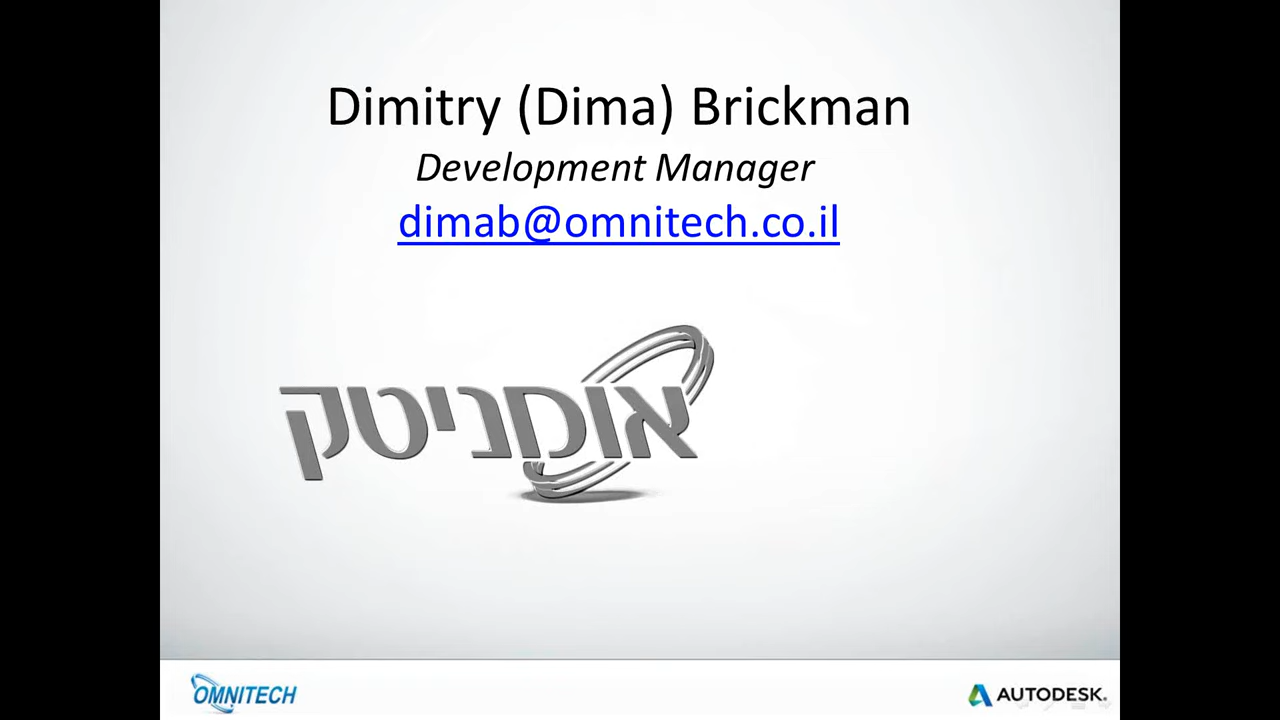 Dimitry (Dima) Brickman
Development Manager
dimab@omnitech.co.il
אומניטק
OMNITECH
AUTODESK.